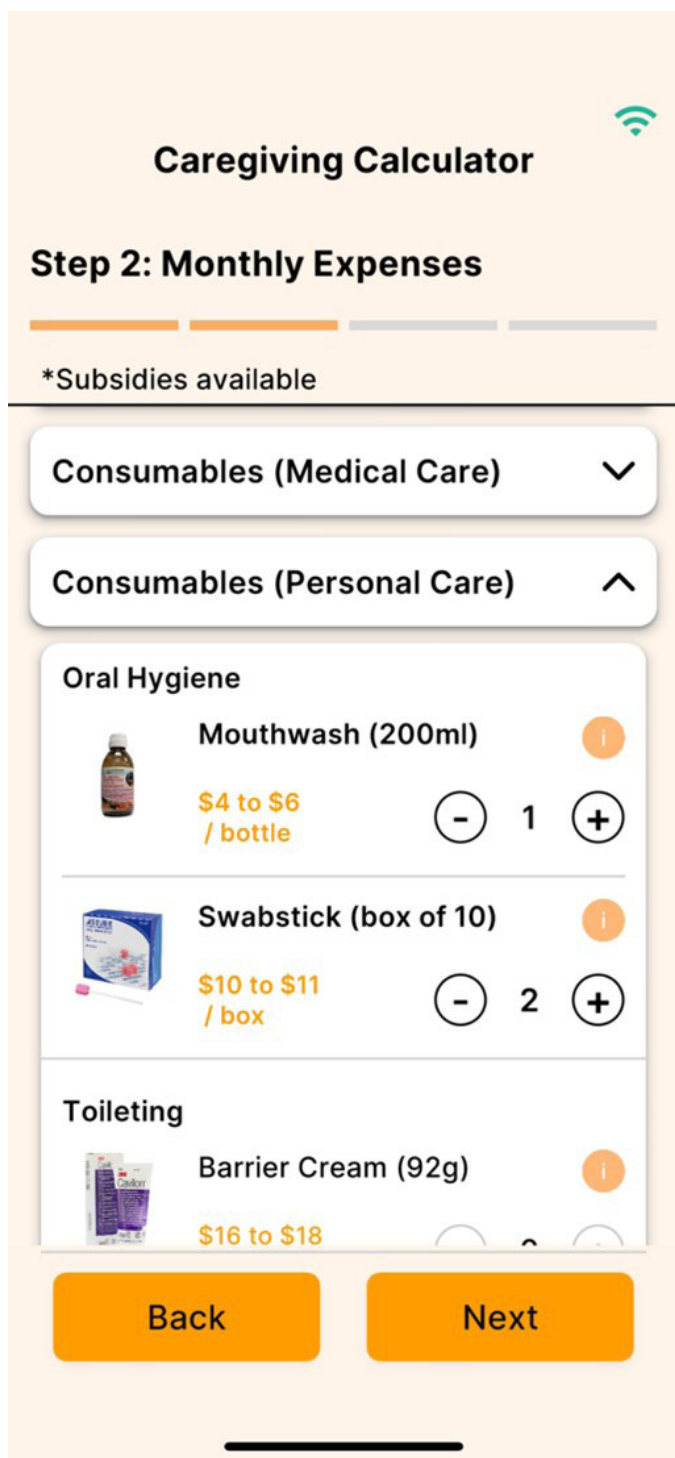 Caregiving Calculator
Step 2: Monthly Expenses
*Subsidies available
Consumables (Medical Care)
Consumables (Personal Care)
Oral Hygiene
Mouthwash (200ml)
i
$4 to $6
/ bottle
-
1
+
Swabstick (box of 10)
i
$10 to $11
/ box
-
2
+
Toileting
Barrier Cream (92g)
i
$16 to $18
Back
Next